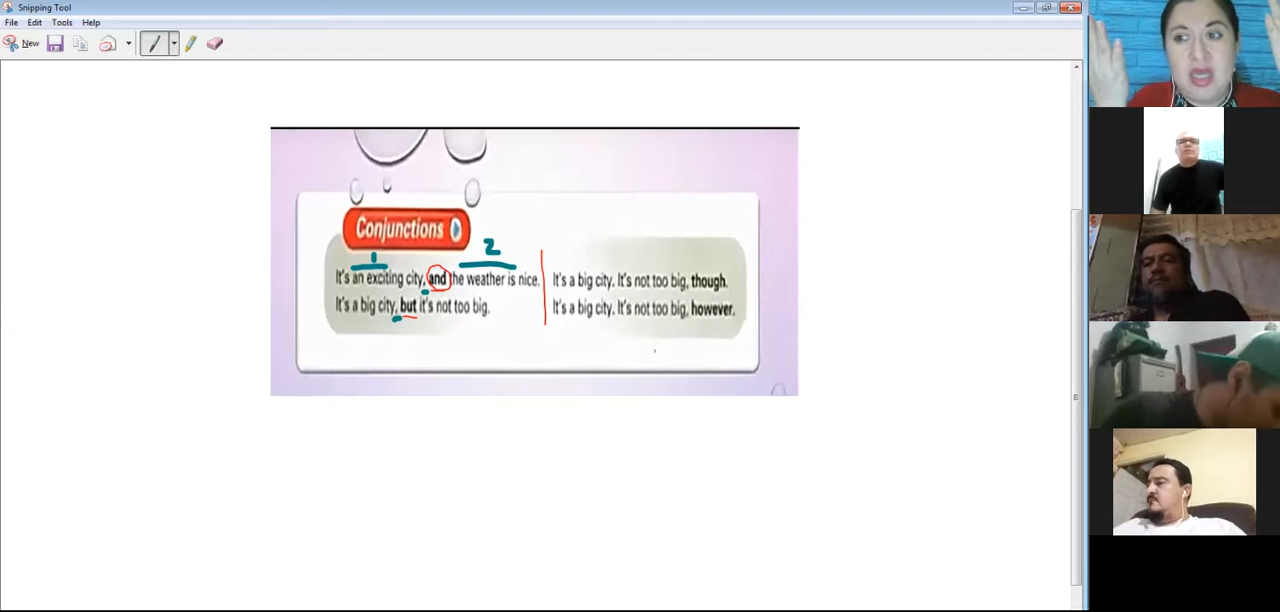 Snipping Tool
File Edit Tools Help
New
Conjunctions
1 2
It's an exciting city, and the weather is nice.
It's a big city, but it's not too big.
It's a big city. It's not too big, though.
It's a big city. It's not too big, however.